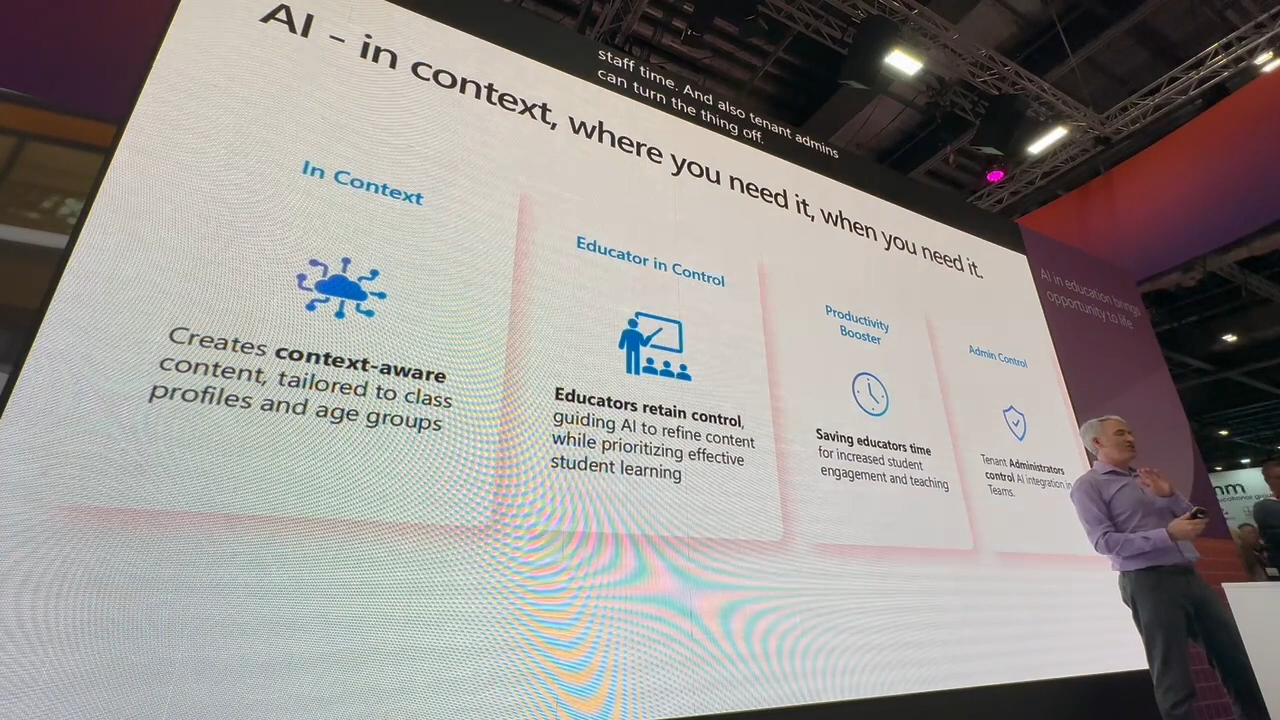 staff time. And also tenant admins
can turn the thing off.
AI - in context, where you need it, when you need it.
In Context
Creates context-aware
content, tailored to class
profiles and age groups
Educator in Control
Educators retain control,
guiding AI to refine content
while prioritizing effective
student learning
Productivity
Booster
Saving educators time
for increased student
engagement and teaching
Admin Control
Tenant Administrators
control AI integration in
Teams.
AI in education brings
opportunity to life